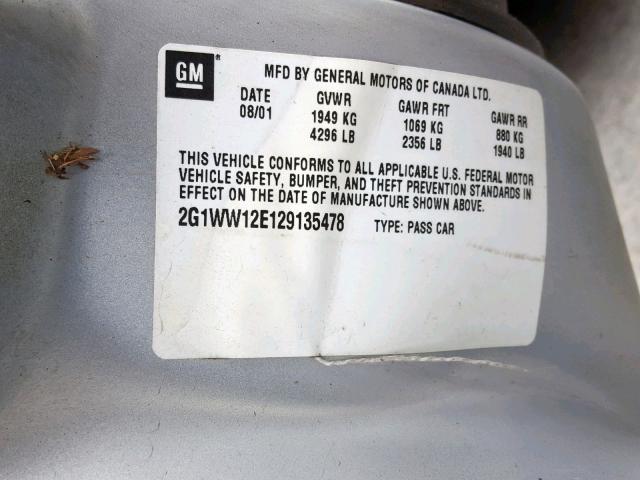 GM
MFD BY GENERAL MOTORS OF CANADA LTD.
DATE GVWR GAWR FRT GAWR RR
08/01 1949 KG 1069 KG 880 KG
4296 LB 2356 LB 1940 LB
THIS VEHICLE CONFORMS TO ALL APPLICABLE U.S. FEDERAL MOTOR
VEHICLE SAFETY, BUMPER, AND THEFT PREVENTION STANDARDS IN
EFFECT ON THE DATE OF MANUFACTURE SHOWN ABOVE.
2G1WW12E129135478 TYPE: PASS CAR